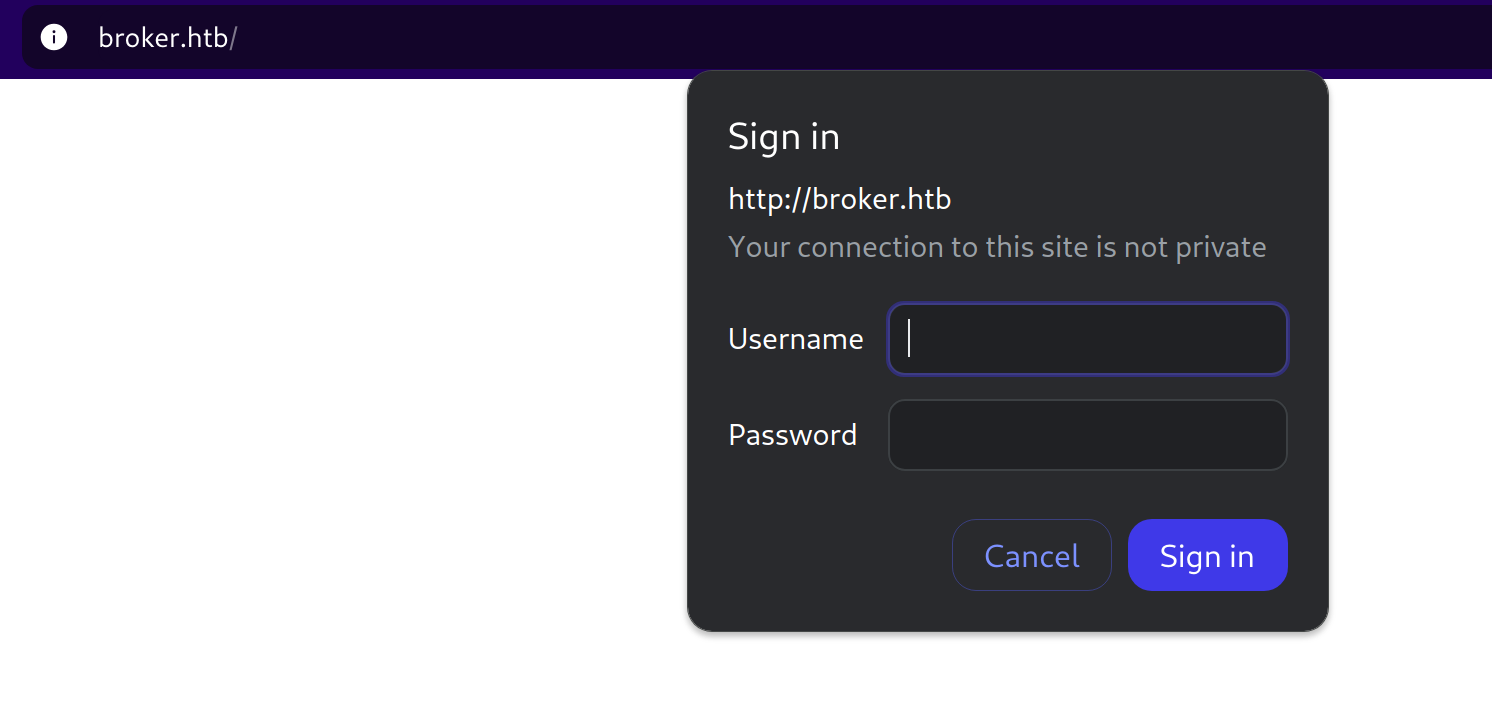 broker.htb/
Sign in
http://broker.htb
Your connection to this site is not private
Username
Password
Cancel Sign in